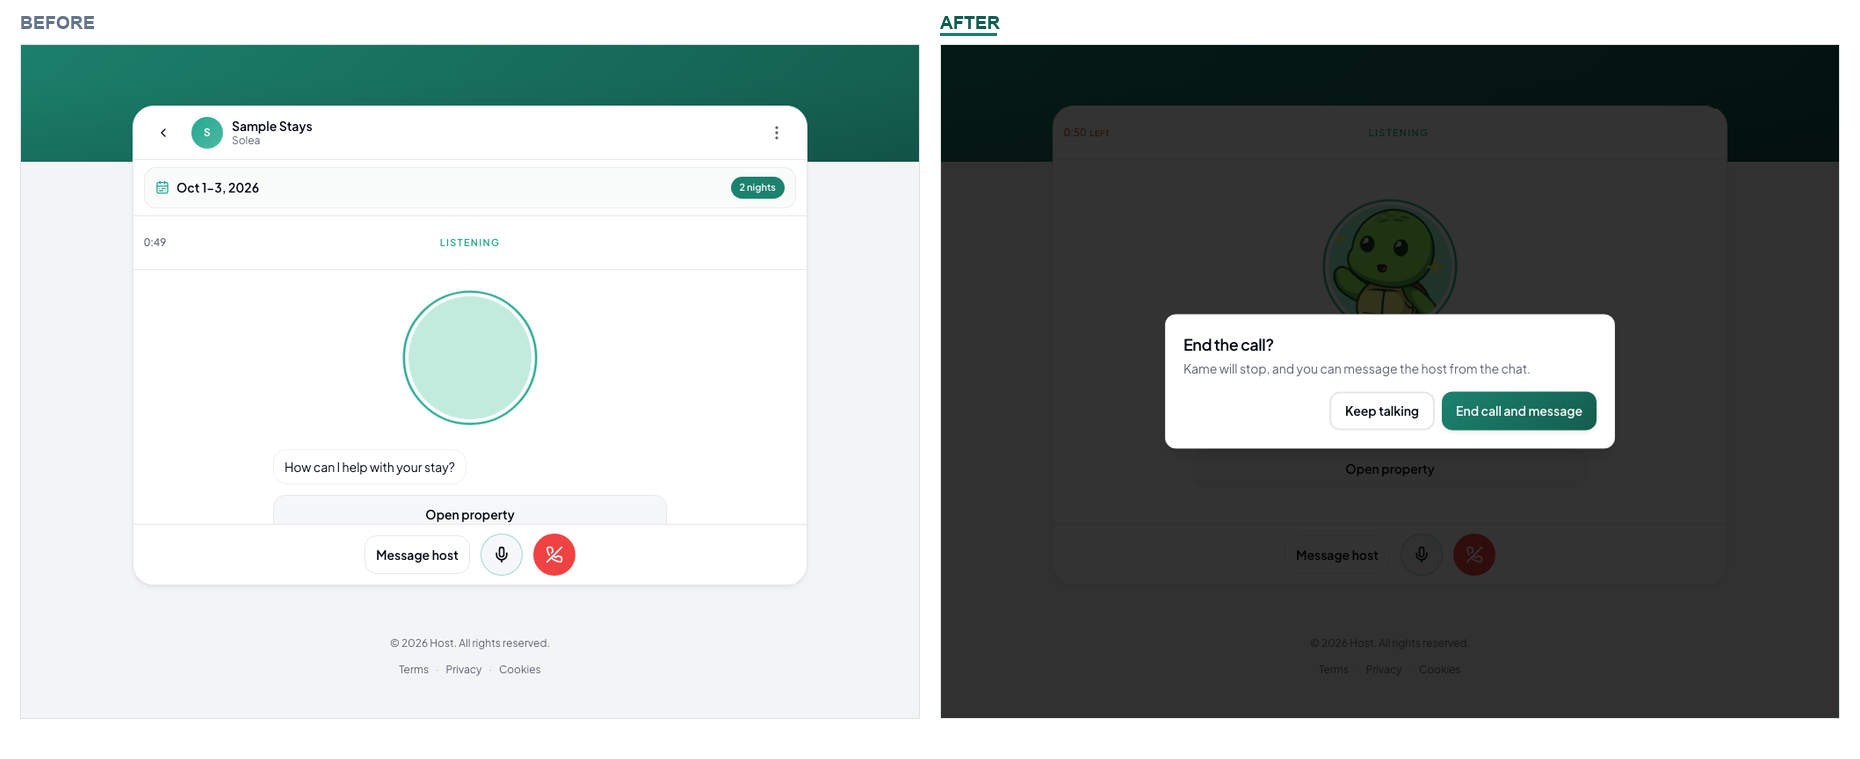 BEFORE
S
Sample Stays
Solea
Oct 1–3, 2026
2 nights
0:49
LISTENING
How can I help with your stay?
Open property
Message host
© 2026 Host. All rights reserved.
Terms · Privacy · Cookies
AFTER
0:50 LEFT
LISTENING
End the call?
Kame will stop, and you can message the host from the chat.
Keep talking
End call and message
Open property
Message host
© 2026 Host. All rights reserved.
Terms Privacy Cookies